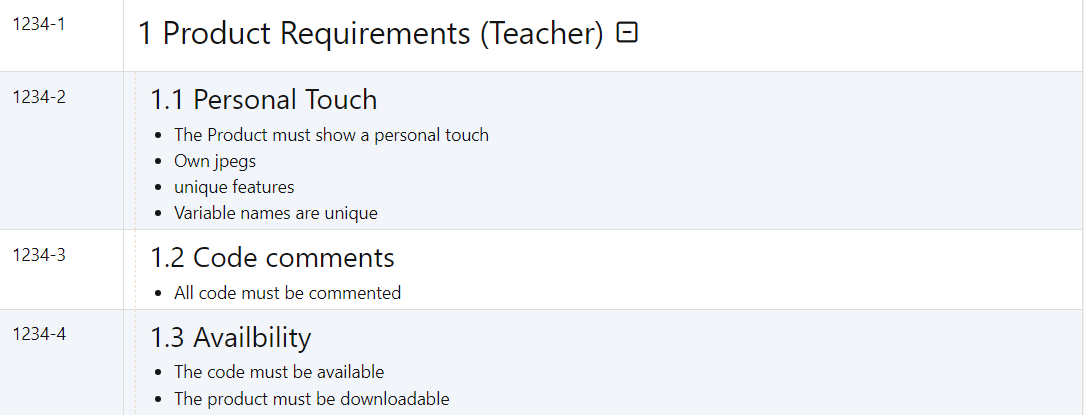 1234-1
1 Product Requirements (Teacher)
1234-2
1.1 Personal Touch
• The Product must show a personal touch
• Own jpegs
• unique features
• Variable names are unique
1234-3
1.2 Code comments
• All code must be commented
1234-4
1.3 Availbility
• The code must be available
• The product must be downloadable